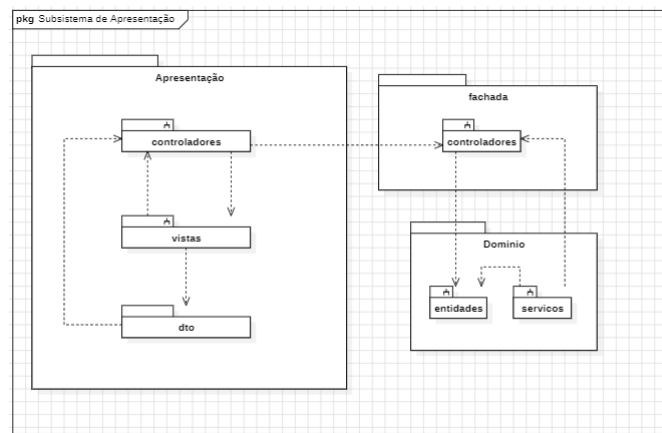 pkg Subsistema de Apresentação
Apresentação
controladores
vistas
dto
fachada
controladores
Dominio
entidades
servicos